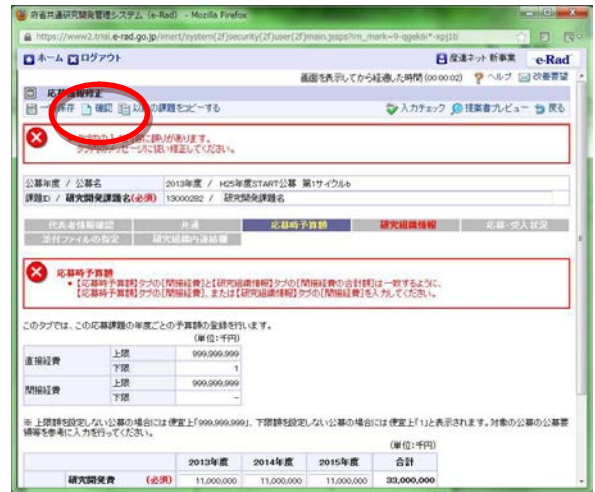 府省共通研究開発管理システム (e-Rad) - Mozilla Firefox
https://www2.trial.e-rad.go.jp/imart/system(2f)security(2f)user(2f)main.jssps?im_mark=9-qgek6i*-xpj16
ホーム ログアウト
産連ネット 新事業 e-Rad
画面を表示してから経過した時間 (00:00:02) ヘルプ 改善要望
応募情報修正
保存 確認 以前の課題をコピーする
入力チェック 提案書プレビュー 戻る
誤りがあります。
修正してください。
公募年度 / 公募名 2013年度 / H25年度START公募 第1サイクルb
課題ID / 研究開発課題名(必須) 13000282 / 研究開発課題名
代表者情報確認 共通 応募時予算額 研究組織情報 応募・受入状況
添付ファイルの指定 研究組織内連絡欄
応募時予算額
• 【応募時予算額】タブの【間接経費】と【研究組織情報】タブの【間接経費の合計額】は一致するように、
【応募時予算額】タブの【間接経費】、または【研究組織情報】タブの【間接経費】を入力してください。
このタブでは、この応募課題の年度ごとの予算額の登録を行います。
(単位:千円)
直接経費 上限 999,999,999
下限 1
間接経費 上限 999,999,999
下限 -
※ 上限額を設定しない公募の場合には便宜上「999,999,999」、下限額を設定しない公募の場合には便宜上「1」と表示されます。対象の公募の公募要
領等を参考に入力を行ってください。
(単位:千円)
2013年度 2014年度 2015年度 合計
研究開発費 (必須) 11,000,000 11,000,000 11,000,000 33,000,000